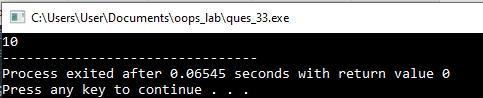 C:\Users\User\Documents\oops_lab\ques_33.exe
10
--------------------------------
Process exited after 0.06545 seconds with return value 0
Press any key to continue . . .